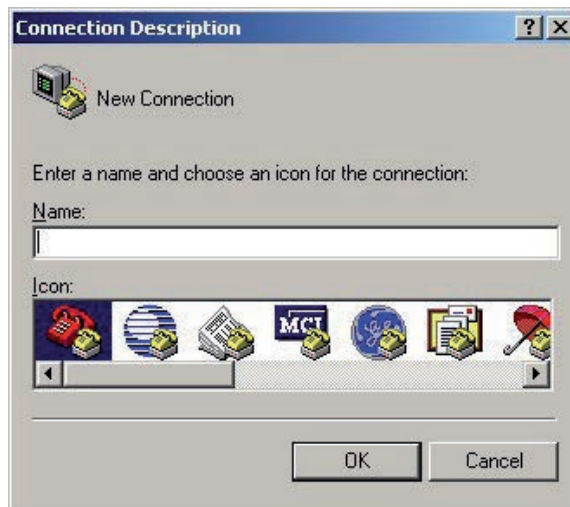 Connection Description
New Connection
Enter a name and choose an icon for the connection:
Name:
Icon:
MCI
OK
Cancel